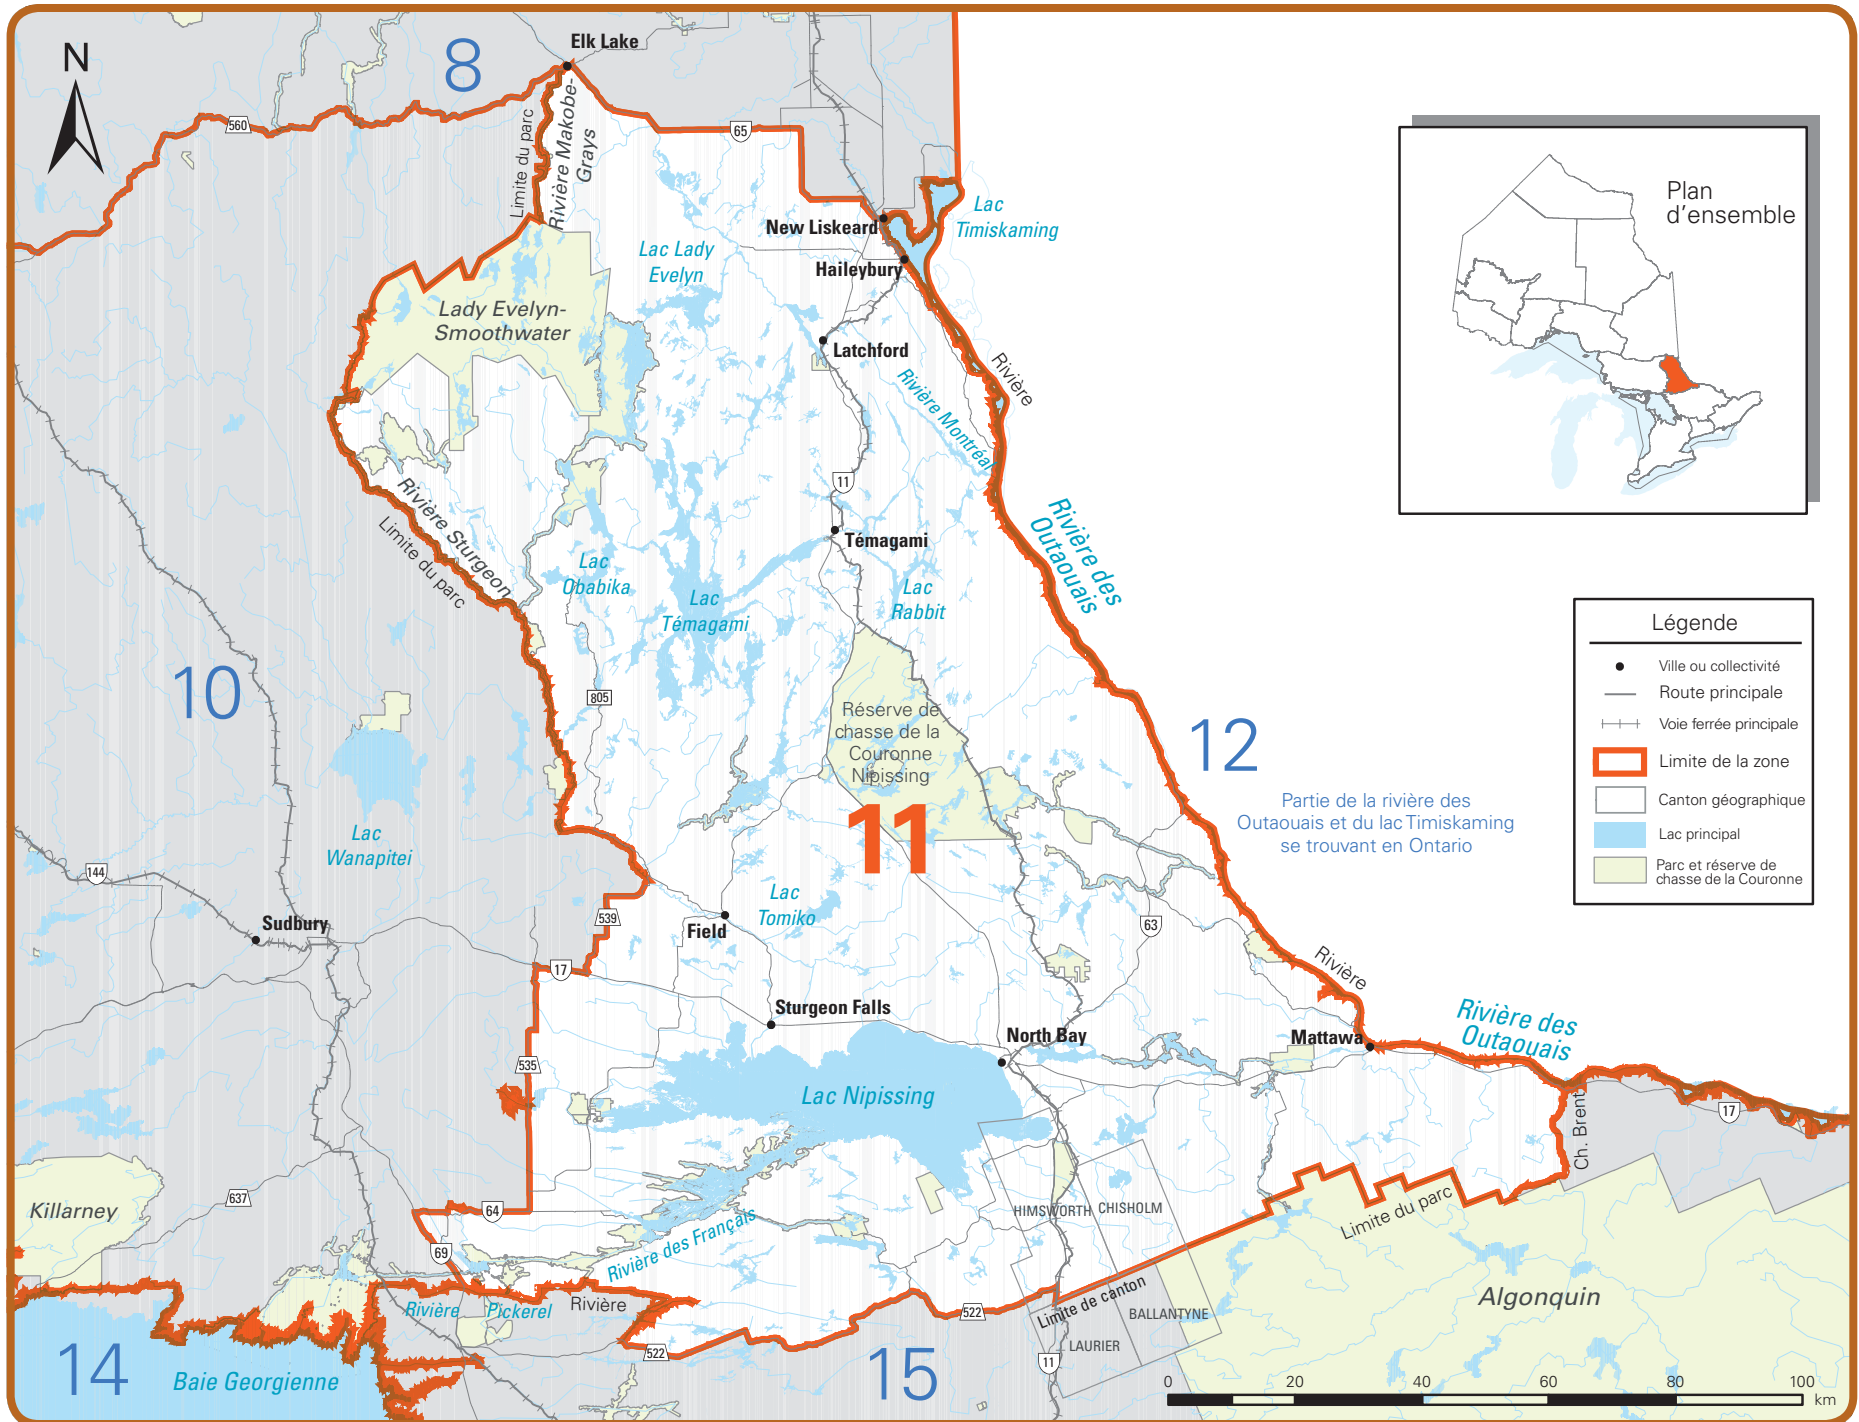 N
8
Elk Lake
560
65
Limite du parc
Rivière Makobe-
Grays
New Liskeard
Haileybury
Lac
Timiskaming
Lac Lady
Evelyn
Lady Evelyn-
Smoothwater
Latchford
Rivière
Rivière Montréal
11
Rivière Sturgeon
Limite du parc
Témagami
Rivière des
Outaouais
Lac
Obabika
Lac
Témagami
Lac
Rabbit
10
805
Réserve de
chasse de la
Couronne
Nipissing
11
12
Partie de la rivière des
Outaouais et du lac Timiskaming
se trouvant en Ontario
Lac
Wanapitei
144
Sudbury
539
Field
Lac
Tomiko
63
17
Rivière
Sturgeon Falls
North Bay
Mattawa
Rivière des
Outaouais
535
Lac Nipissing
17
Ch. Brent
Killarney
637
64
69
HIMSWORTH
CHISHOLM
Limite du parc
Rivière des Français
Rivière Pickerel
Rivière
522
522
Limite de canton
BALLANTYNE
LAURIER
11
Algonquin
14
Baie Georgienne
15
Plan
d'ensemble
Légende
Ville ou collectivité
Route principale
Voie ferrée principale
Limite de la zone
Canton géographique
Lac principal
Parc et réserve de
chasse de la Couronne
0 20 40 60 80 100
km